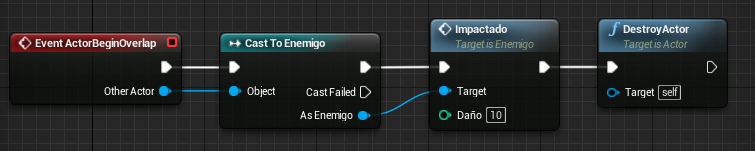 Event ActorBeginOverlap
Other Actor
Cast To Enemigo
Object
Cast Failed
As Enemigo
Impactado
Target is Enemigo
Target
Daño 10
DestroyActor
Target is Actor
Target self